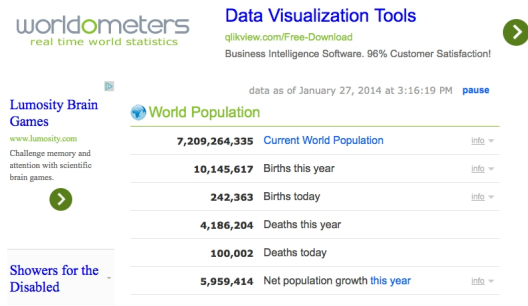 worldometers
real time world statistics
Data Visualization Tools
qlikview.com/Free-Download
Business Intelligence Software. 96% Customer Satisfaction!
Lumosity Brain
Games
www.lumosity.com
Challenge memory and
attention with scientific
brain games.
Showers for the
Disabled
data as of January 27, 2014 at 3:16:19 PM pause
World Population
7,209,264,335 Current World Population info
10,145,617 Births this year info
242,363 Births today info
4,186,204 Deaths this year
100,002 Deaths today
5,959,414 Net population growth this year info